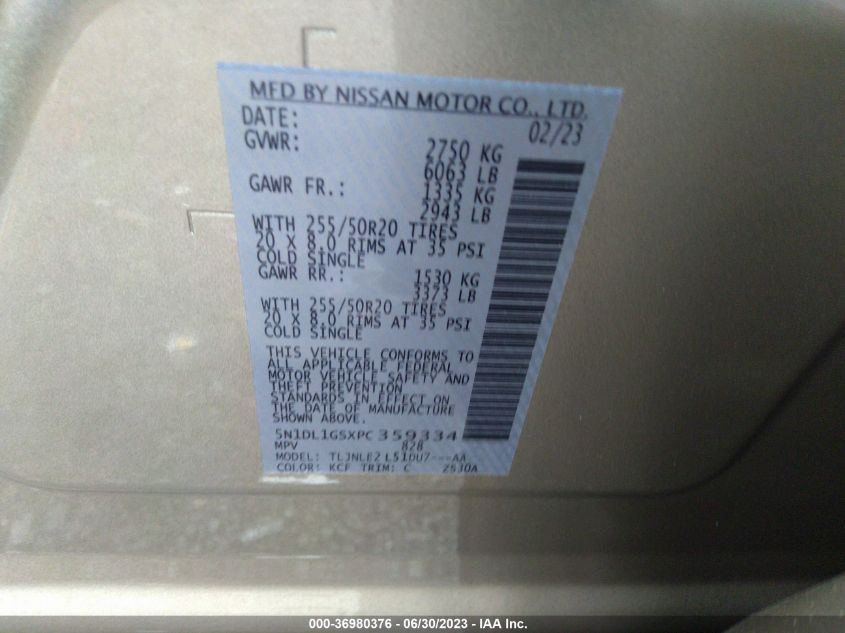 MFD BY NISSAN MOTOR CO., LTD.
DATE: 02/23
GVWR: 2750 KG
6063 LB
GAWR FR.: 1335 KG
2943 LB
WITH 255/50R20 TIRES
20 X 8.0 RIMS AT 35 PSI
COLD SINGLE
GAWR RR.: 1530 KG
3373 LB
WITH 255/50R20 TIRES
20 X 8.0 RIMS AT 35 PSI
COLD SINGLE
THIS VEHICLE CONFORMS TO
ALL APPLICABLE FEDERAL
MOTOR VEHICLE SAFETY AND
THEFT PREVENTION
STANDARDS IN EFFECT ON
THE DATE OF MANUFACTURE
SHOWN ABOVE.
5N1DL1GSXPC359334
MPV 828
MODEL: TLJNLE2 L51DU7---AA
COLOR: KCF TRIM: C 2530A
000-36980376 - 06/30/2023 - IAA Inc.